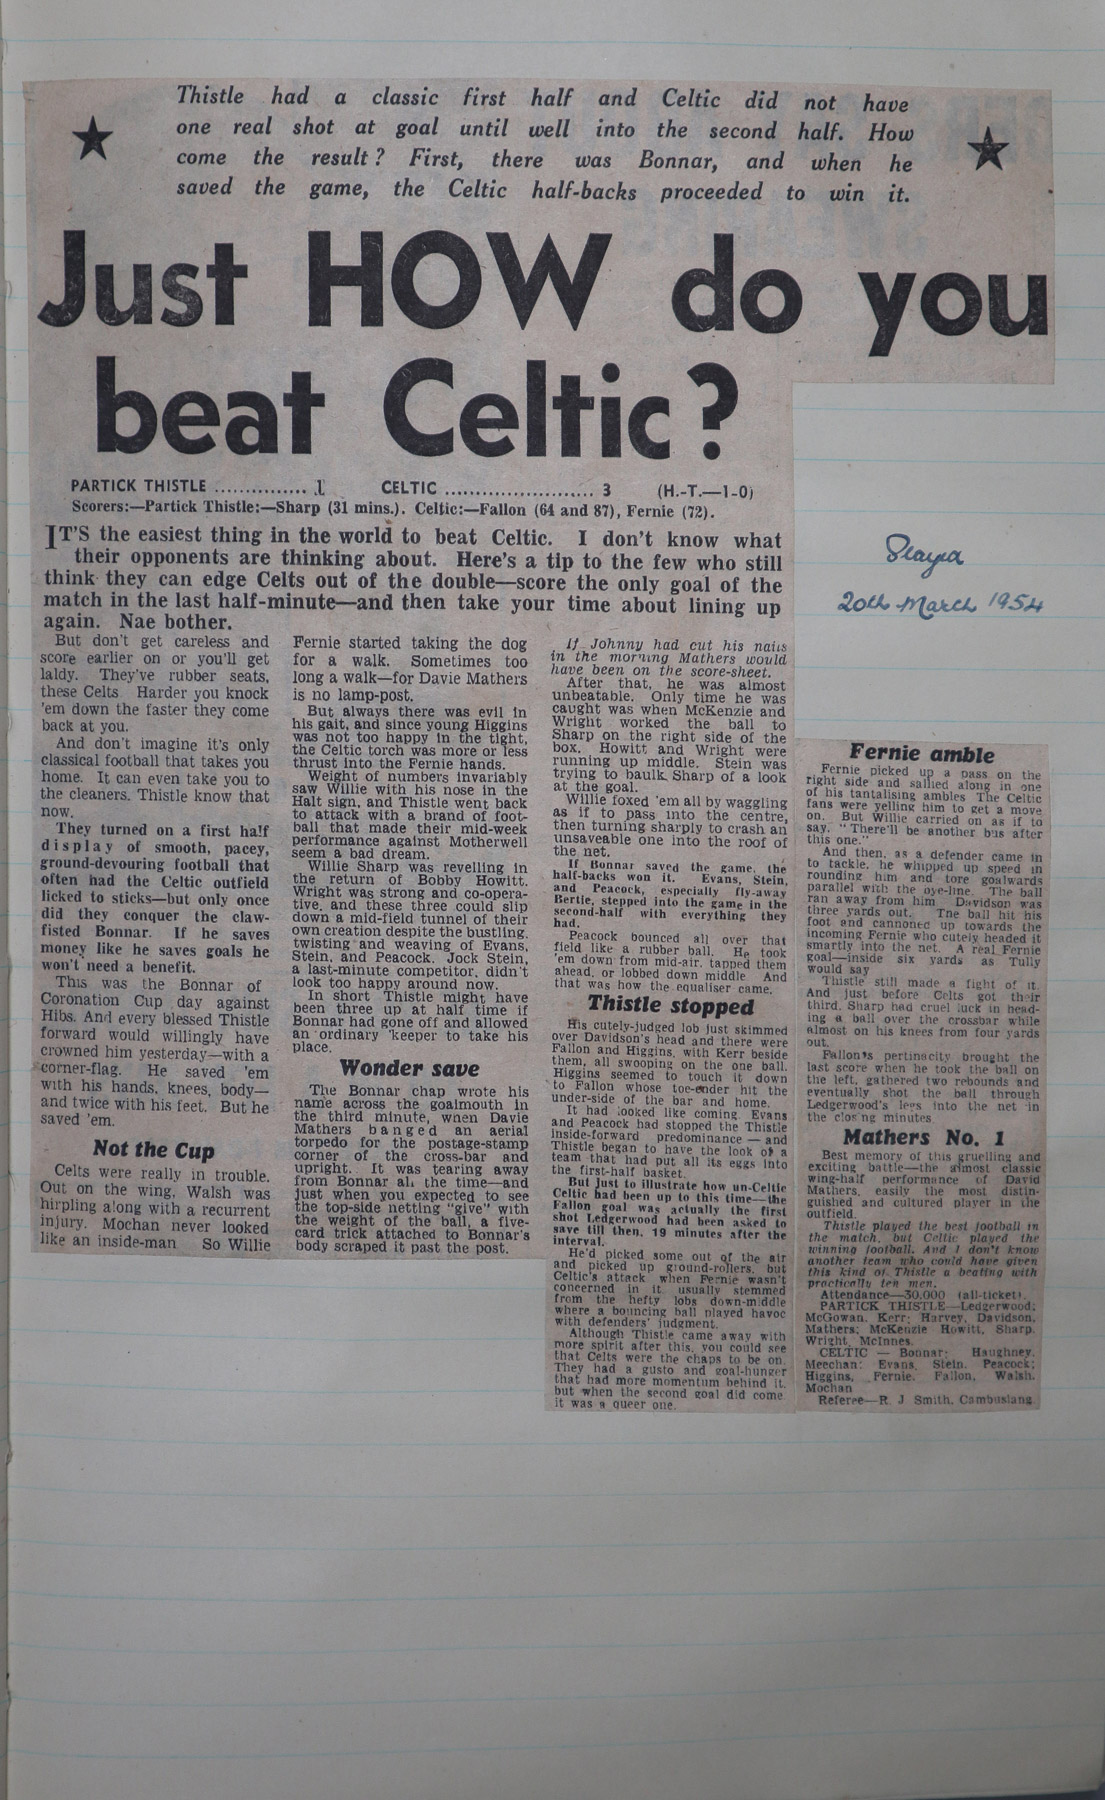 Thistle had a classic first half and Celtic did not have
one real shot at goal until well into the second half. How
come the result? First, there was Bonnar, and when he
saved the game, the Celtic half-backs proceeded to win it.
Just HOW do you
beat Celtic?
PARTICK THISTLE ............... 1 CELTIC ........................ 3 (H.-T.—1-0)
Scorers:—Partick Thistle:—Sharp (31 mins.). Celtic:—Fallon (64 and 87), Fernie (72).
IT'S the easiest thing in the world to beat Celtic. I don't know what
their opponents are thinking about. Here's a tip to the few who still
think they can edge Celts out of the double—score the only goal of the
match in the last half-minute—and then take your time about lining up
again. Nae bother.
But don't get careless and
score earlier on or you'll get
laldy. They've rubber seats,
these Celts. Harder you knock
'em down the faster they come
back at you.
And don't imagine it's only
classical football that takes you
home. It can even take you to
the cleaners. Thistle know that
now.
They turned on a first half
display of smooth, pacey,
ground-devouring football that
often had the Celtic outfield
licked to sticks—but only once
did they conquer the claw-
fisted Bonnar. If he saves
money like he saves goals he
won't need a benefit.
This was the Bonnar of
Coronation Cup day against
Hibs. And every blessed Thistle
forward would willingly have
crowned him yesterday—with a
corner-flag. He saved 'em
with his hands, knees, body—
and twice with his feet. But he
saved 'em.
Not the Cup
Celts were really in trouble.
Out on the wing, Walsh was
hirpling along with a recurrent
injury. Mochan never looked
like an inside-man So Willie
Fernie started taking the dog
for a walk. Sometimes too
long a walk—for Davie Mathers
is no lamp-post.
But always there was evil in
his gait, and since young Higgins
was not too happy in the tight,
the Celtic torch was more or less
thrust into the Fernie hands.
Weight of numbers invariably
saw Willie with his nose in the
Halt sign, and Thistle went back
to attack with a brand of foot-
ball that made their mid-week
performance against Motherwell
seem a bad dream.
Willie Sharp was revelling in
the return of Bobby Howitt.
Wright was strong and co-opera-
tive, and these three could slip
down a mid-field tunnel of their
own creation despite the bustling,
twisting and weaving of Evans,
Stein, and Peacock. Jock Stein,
a last-minute competitor, didn't
look too happy around now.
In short Thistle might have
been three up at half time if
Bonnar had gone off and allowed
an ordinary 'keeper to take his
place.
Wonder save
The Bonnar chap wrote his
name across the goalmouth in
the third minute, when Davie
Mathers banged an aerial
torpedo for the postage-stamp
corner of the cross-bar and
upright. It was tearing away
from Bonnar all the time—and
just when you expected to see
the top-side netting "give" with
the weight of the ball, a five-
card trick attached to Bonnar's
body scraped it past the post.
If Johnny had cut his nails
in the morning Mathers would
have been on the score-sheet.
After that, he was almost
unbeatable. Only time he was
caught was when McKenzie and
Wright worked the ball to
Sharp on the right side of the
box. Howitt and Wright were
running up middle. Stein was
trying to baulk Sharp of a look
at the goal.
Willie foxed 'em all by waggling
as if to pass into the centre,
then turning sharply to crash an
unsaveable one into the roof of
the net.
If Bonnar saved the game, the
half-backs won it. Evans, Stein,
and Peacock, especially fly-away
Bertie, stepped into the game in the
second-half with everything they
had.
Peacock bounced all over that
field like a rubber ball. He took
'em down from mid-air, tapped them
ahead, or lobbed down middle And
that was how the equaliser came.
Thistle stopped
His cutely-judged lob just skimmed
over Davidson's head and there were
Fallon and Higgins, with Kerr beside
them, all swooping on the one ball.
Higgins seemed to touch it down
to Fallon whose toe-ender hit the
under-side of the bar and home.
It had looked like coming. Evans
and Peacock had stopped the Thistle
inside-forward predominance — and
Thistle began to have the look of a
team that had put all its eggs into
the first-half basket.
But just to illustrate how un-Celtic
Celtic had been up to this time—the
Fallon goal was actually the first
shot Ledgerwood had been asked to
save till then, 19 minutes after the
interval.
He'd picked some out of the air
and picked up ground-rollers, but
Celtic's attack when Fernie wasn't
concerned in it usually stemmed
from the hefty lobs down-middle
where a bouncing ball played havoc
with defenders' judgment.
Although Thistle came away with
more spirit after this, you could see
that Celts were the chaps to be on.
They had a gusto and goal-hunger
that had more momentum behind it,
but when the second goal did come
it was a queer one.
20th March 1954
Fernie amble
Fernie picked up a pass on the
right side and sallied along in one
of his tantalising ambles The Celtic
fans were yelling him to get a move
on. But Willie carried on as if to
say, "There'll be another bus after
this one."
And then, as a defender came in
to tackle, he whipped up speed in
rounding him and tore goalwards
parallel with the bye-line. The ball
ran away from him Davidson was
three yards out. The ball hit his
foot and cannoned up towards the
incoming Fernie who cutely headed it
smartly into the net. A real Fernie
goal—inside six yards as Tully
would say
Thistle still made a fight of it.
And just before Celts got their
third, Sharp had cruel luck in head-
ing a ball over the crossbar while
almost on his knees from four yards
out.
Fallon's pertinacity brought the
last score when he took the ball on
the left, gathered two rebounds and
eventually shot the ball through
Ledgerwood's legs into the net in
the closing minutes
Mathers No. 1
Best memory of this gruelling and
exciting battle—the almost classic
wing-half performance of David
Mathers, easily the most distin-
guished and cultured player in the
outfield.
Thistle played the best football in
the match, but Celtic played the
winning football. And I don't know
another team who could have given
this kind of Thistle a beating with
practically ten men.
Attendance—30,000 (all-ticket).
PARTICK THISTLE—Ledgerwood;
McGowan, Kerr; Harvey, Davidson,
Mathers; McKenzie Howitt, Sharp,
Wright, McInnes.
CELTIC — Bonnar; Haughney,
Meechan; Evans, Stein, Peacock;
Higgins, Fernie, Fallon, Walsh,
Mochan
Referee—R. J Smith, Cambuslang